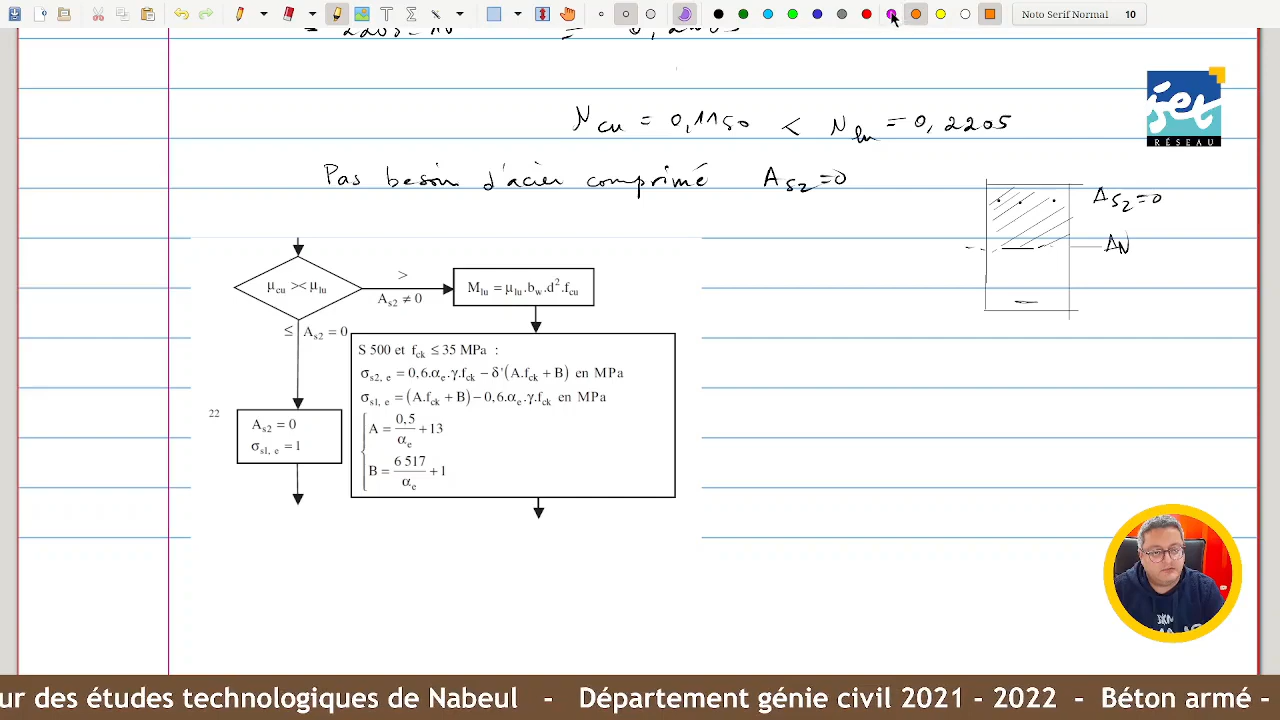 Noto Serif Normal 10
μcu = 0,1150 < μlu = 0,2205
Pas besoin d'acier comprimé As2=0
iset
RÉSEAU
As2=0
AN
μcu >< μlu
>
As2 ≠ 0
Mlu = μlu.bw.d².fcu
≤ As2 = 0
S 500 et fck ≤ 35 MPa :
σs2, e = 0,6.αe.γ.fck − δ'(A.fck + B) en MPa
σs1, e = (A.fck + B) − 0,6.αe.γ.fck en MPa
A = 0,5/αe + 13
B = 6 517/αe + 1
22
As2 = 0
σs1, e = 1
ur des études technologiques de Nabeul - Département génie civil 2021 - 2022 - Béton armé -